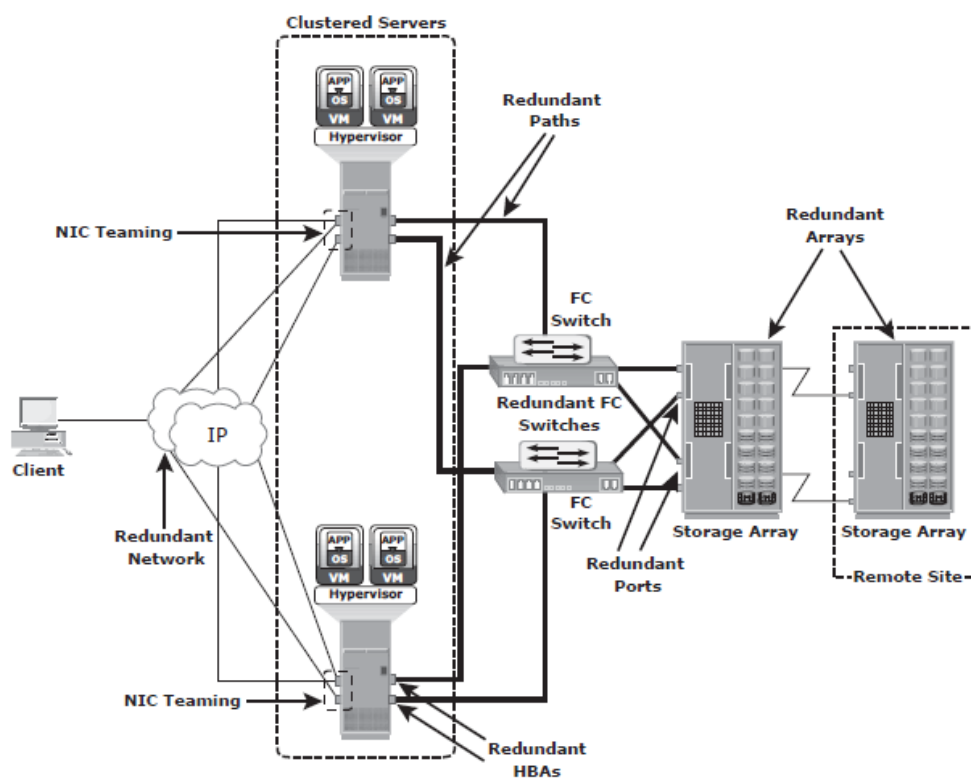 Clustered Servers
APP
OS
VM
APP
OS
VM
Hypervisor
Redundant
Paths
NIC Teaming
Redundant
Arrays
FC
Switch
Redundant FC
Switches
IP
Client
FC
Switch
Storage Array
Storage Array
Redundant
Network
Redundant
Ports
Remote Site
APP
OS
VM
APP
OS
VM
Hypervisor
NIC Teaming
Redundant
HBAs